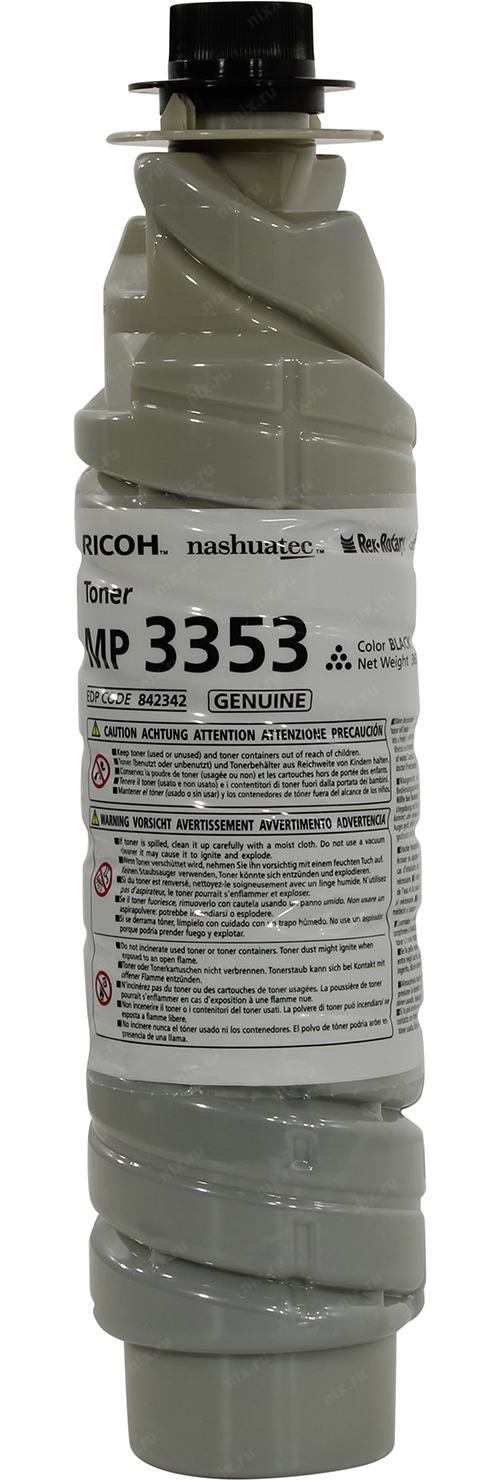 RICOH™ nashuatec™ Rex·Rotary
Toner
MP 3353
Color BLACK
Net Weight
EDP CODE 842342 GENUINE
CAUTION ACHTUNG ATTENTION ATTENZIONE PRECAUCIÓN
■Keep toner (used or unused) and toner containers out of reach of children.
■Toner (benutzt oder unbenutzt) und Tonerbehälter aus Reichweite von Kindern halten.
■Conservez la poudre de toner (usagée ou non) et les cartouches hors de portée des enfants.
■Tenere il toner (usato e non usato) e i contenitori di toner fuori dalla portata dei bambini.
■Mantener el tóner (usado o sin usar) y los contenedores de tóner fuera del alcance de los niños.
WARNING VORSICHT AVERTISSEMENT AVVERTIMENTO ADVERTENCIA
■If toner is spilled, clean it up carefully with a moist cloth. Do not use a vacuum
cleaner it may cause it to ignite and explode.
■Wenn Toner verschüttet wird, nehmen Sie ihn vorsichtig mit einem feuchten Tuch auf.
Keinen Staubsauger verwenden, Toner könnte sich entzünden und explodieren.
■Si du toner est renversé, nettoyez-le soigneusement avec un linge humide. N'utilisez
pas d'aspirateur, le toner pourrait s'enflammer et exploser.
■Se il toner fuoriesce, rimuoverlo con cautela usando un panno umido. Non usare un
aspirapolvere: potrebbe incendiarsi o esplodere.
■Si se derrama tóner, límpielo con cuidado con un trapo húmedo. No use un aspirador
porque podría prender fuego y explotar.
■Do not incinerate used toner or toner containers. Toner dust might ignite when
exposed to an open flame.
■Toner oder Tonerkartuschen nicht verbrennen. Tonerstaub kann sich bei Kontakt mit
offener Flamme entzünden.
■N'incinérez pas du toner ou des cartouches de toner usagées. La poussière de toner
pourrait s'enflammer en cas d'exposition à une flamme nue.
■Non incenerire il toner o i contenitori del toner usati. La polvere di toner può incendiarsi se
esposta a fiamme libere.
■No incinere nunca el tóner usado ni los contenedores. El polvo de tóner podría arder en
presencia de una llama.
nix.ru